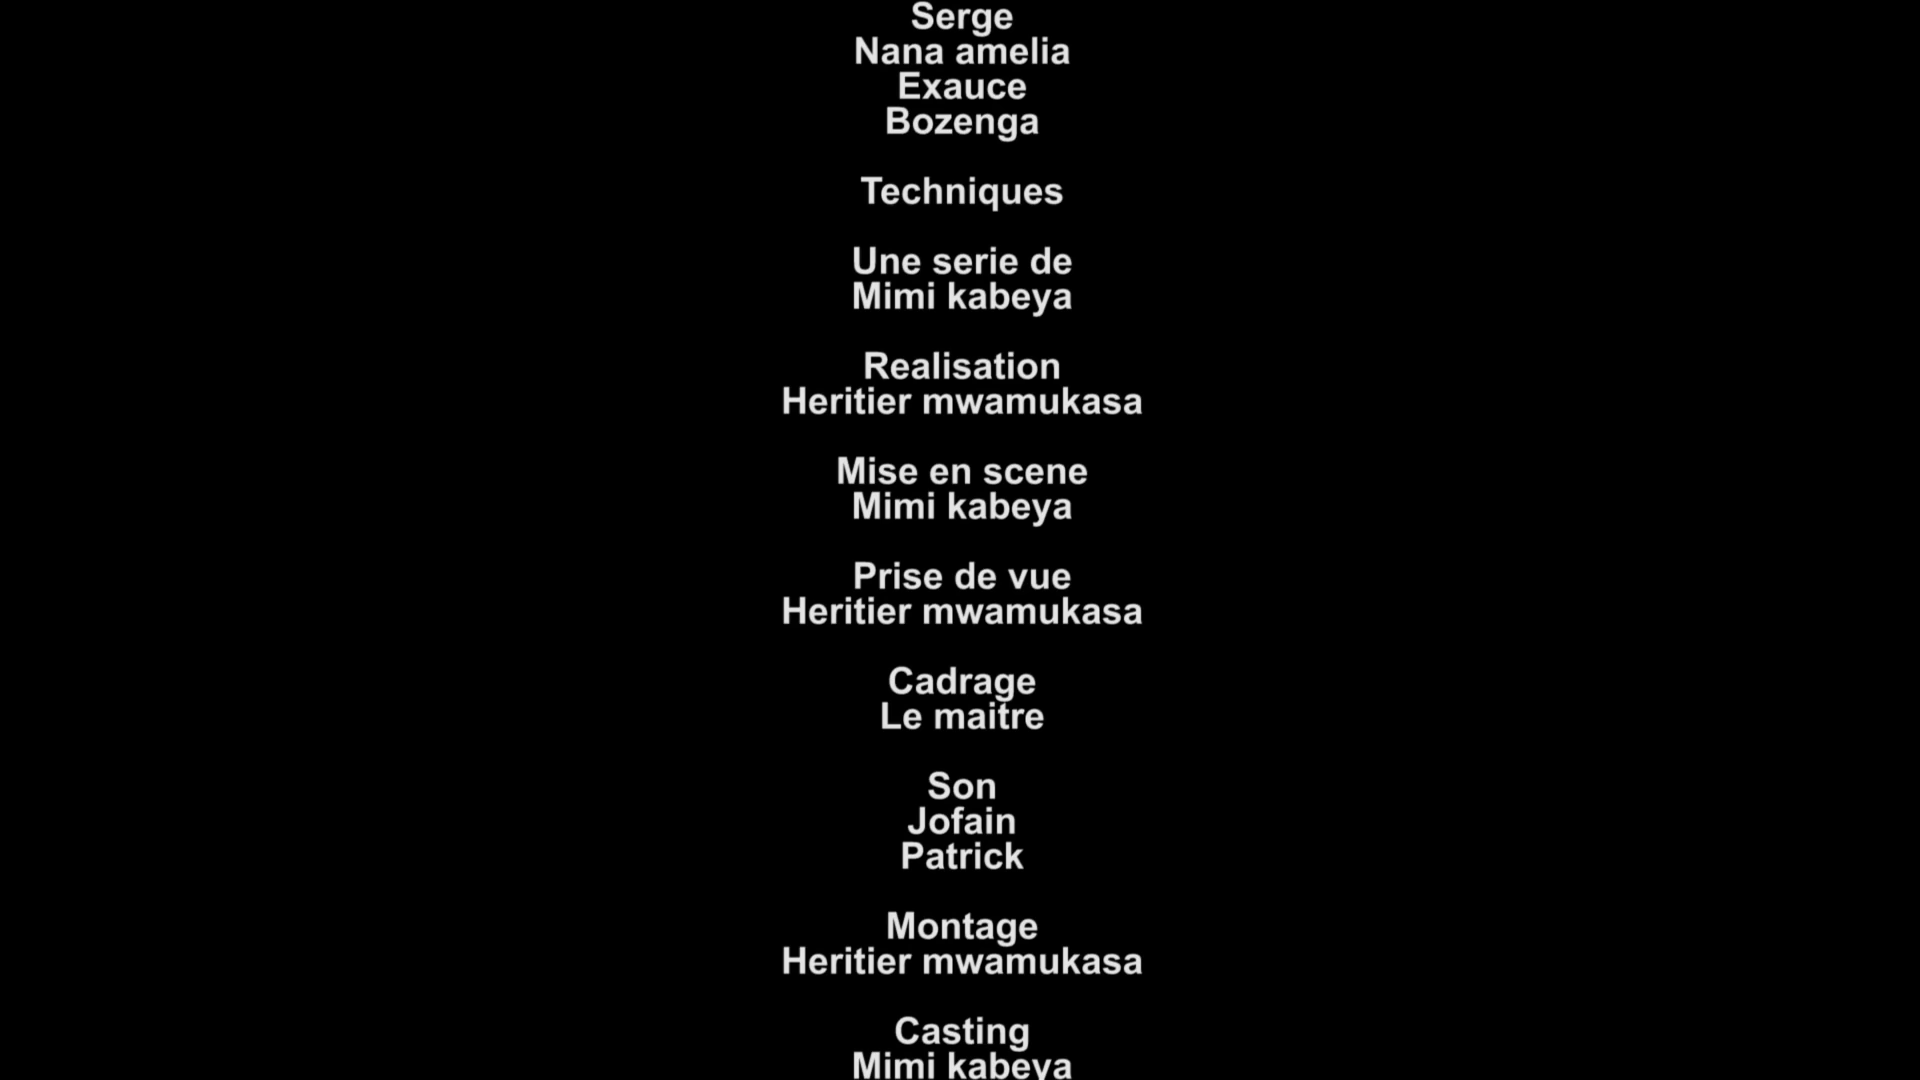 Serge
Nana amelia
Exauce
Bozenga
Techniques
Une serie de
Mimi kabeya
Realisation
Heritier mwamukasa
Mise en scene
Mimi kabeya
Prise de vue
Heritier mwamukasa
Cadrage
Le maitre
Son
Jofain
Patrick
Montage
Heritier mwamukasa
Casting
Mimi kabeya